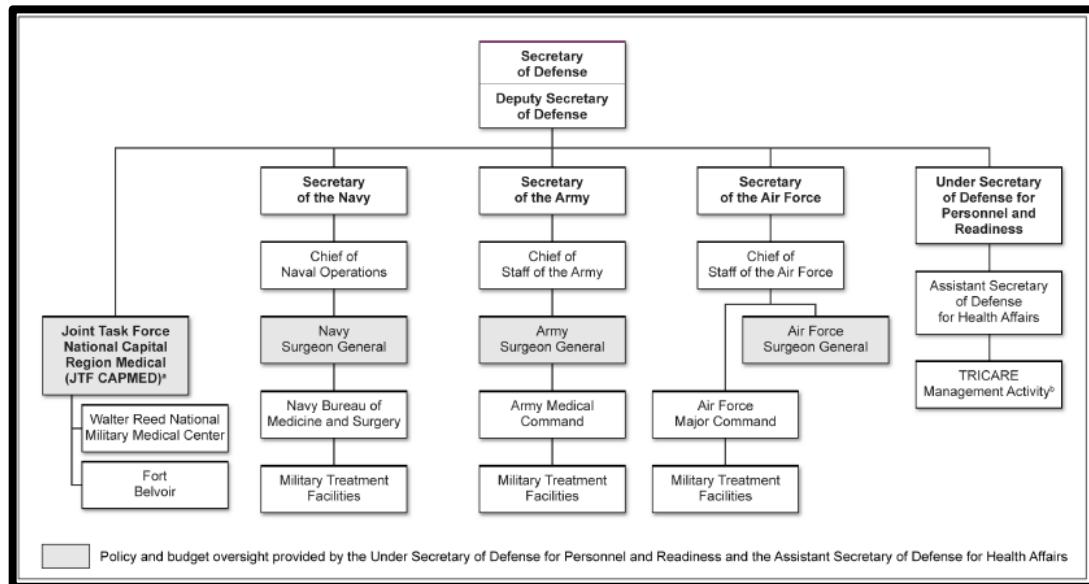 Secretary
of Defense
Deputy Secretary
of Defense
Secretary
of the Navy
Secretary
of the Army
Secretary
of the Air Force
Under Secretary
of Defense for
Personnel and
Readiness
Chief of
Naval Operations
Chief of
Staff of the Army
Chief of
Staff of the Air Force
Assistant Secretary
of Defense
for Health Affairs
Joint Task Force
National Capital
Region Medical
(JTF CAPMED)ᵃ
Navy
Surgeon General
Army
Surgeon General
Air Force
Surgeon General
TRICARE
Management Activityᵇ
Walter Reed National
Military Medical Center
Navy Bureau of
Medicine and Surgery
Army Medical
Command
Air Force
Major Command
Fort
Belvoir
Military Treatment
Facilities
Military Treatment
Facilities
Military Treatment
Facilities
Policy and budget oversight provided by the Under Secretary of Defense for Personnel and Readiness and the Assistant Secretary of Defense for Health Affairs